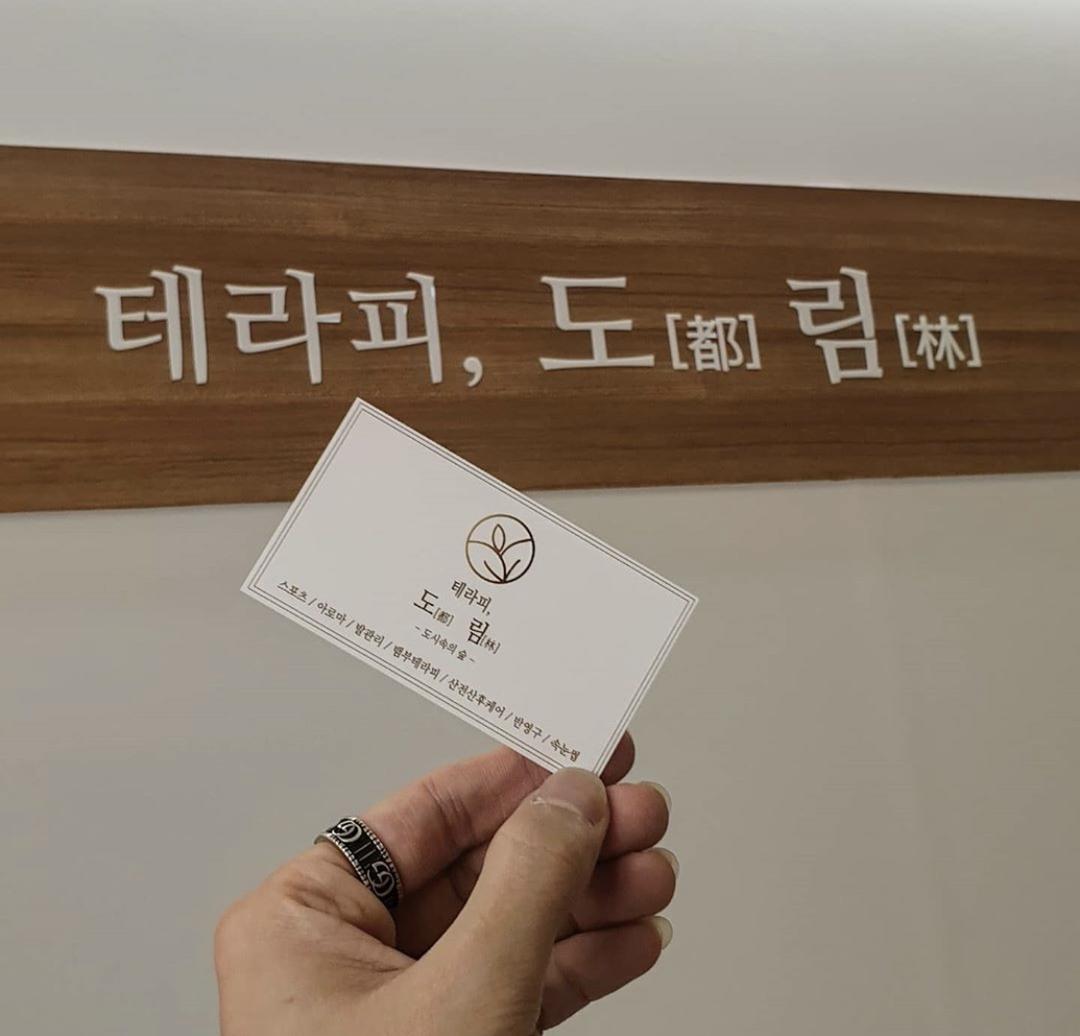 테라피, 도[都] 림[林]
테라피,
도[都] 림[林]
- 도시속의 숲 -
스포츠 / 아로마 / 발관리 / 뱀부테라피 / 산전산후케어 / 반영구 / 속눈썹